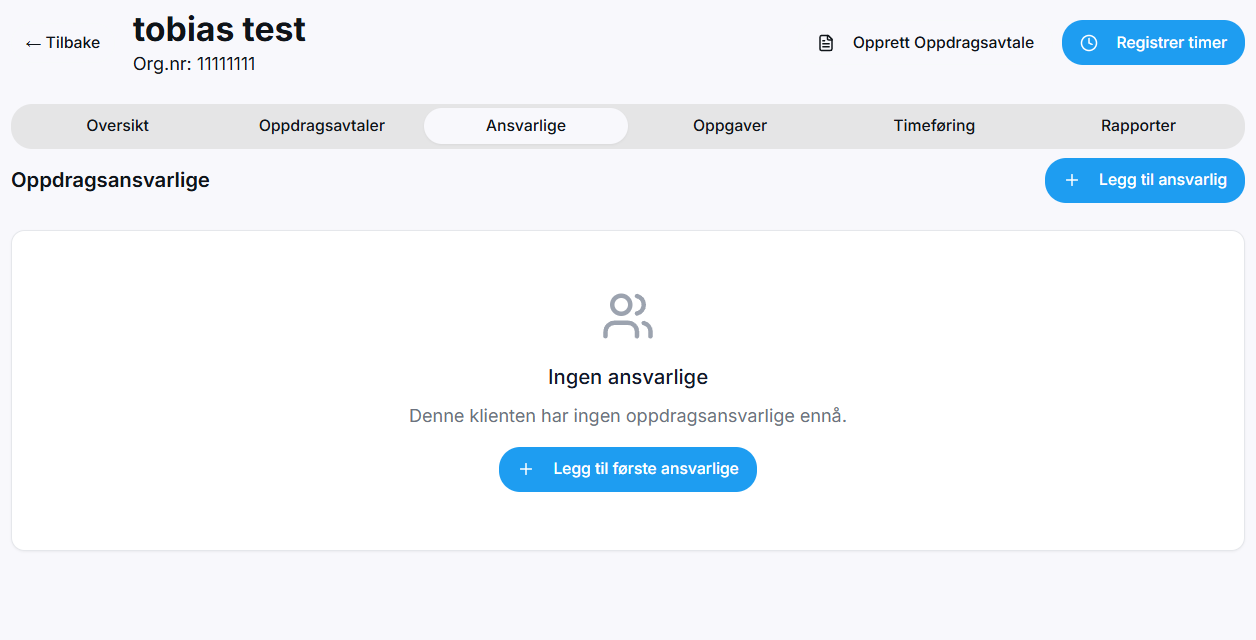 ← Tilbake
tobias test
Org.nr: 11111111
Opprett Oppdragsavtale
Registrer timer
Oversikt
Oppdragsavtaler
Ansvarlige
Oppgaver
Timeføring
Rapporter
Oppdragsansvarlige
+ Legg til ansvarlig
Ingen ansvarlige
Denne klienten har ingen oppdragsansvarlige ennå.
+ Legg til første ansvarlige